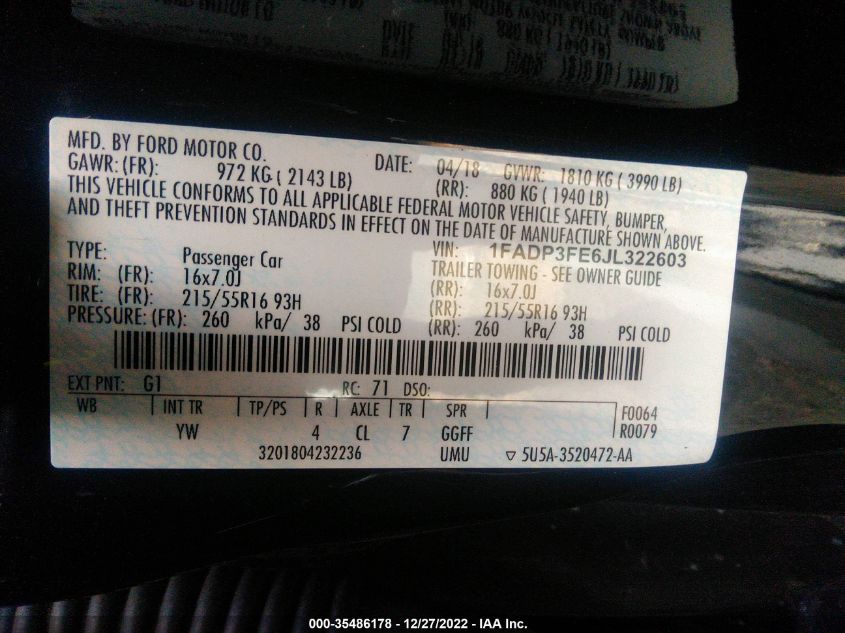 MFD. BY FORD MOTOR CO.
DATE: 04/18 GVWR: 1810 KG ( 3990 LB)
GAWR: (FR): 972 KG ( 2143 LB) (RR): 880 KG ( 1940 LB)
THIS VEHICLE CONFORMS TO ALL APPLICABLE FEDERAL MOTOR VEHICLE SAFETY, BUMPER,
AND THEFT PREVENTION STANDARDS IN EFFECT ON THE DATE OF MANUFACTURE SHOWN ABOVE.
VIN: 1FADP3FE6JL322603
TYPE: Passenger Car TRAILER TOWING - SEE OWNER GUIDE
RIM: (FR): 16x7.0J (RR): 16x7.0J
TIRE: (FR): 215/55R16 93H (RR): 215/55R16 93H
PRESSURE: (FR): 260 kPa/ 38 PSI COLD (RR): 260 kPa/ 38 PSI COLD
EXT PNT: G1 RC: 71 DSO:
WB INT TR TP/PS R AXLE TR SPR F0064
YW 4 CL 7 GGFF R0079
3201804232236 UMU ▽ 5U5A-3520472-AA
000-35486178 - 12/27/2022 - IAA Inc.